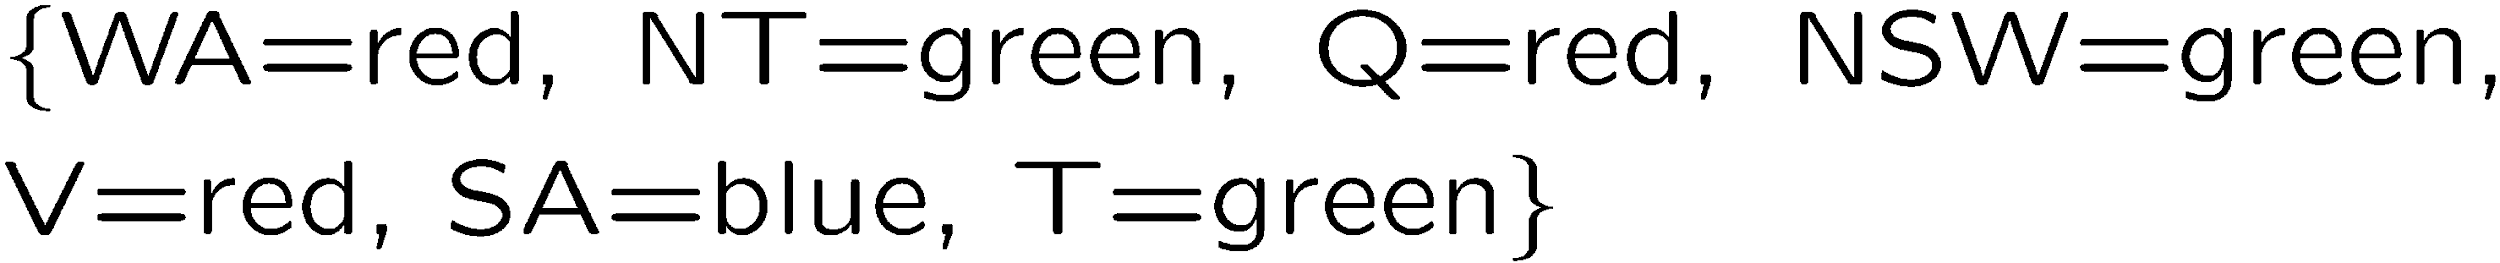 {WA=red, NT=green, Q=red, NSW=green,
V=red, SA=blue, T=green}